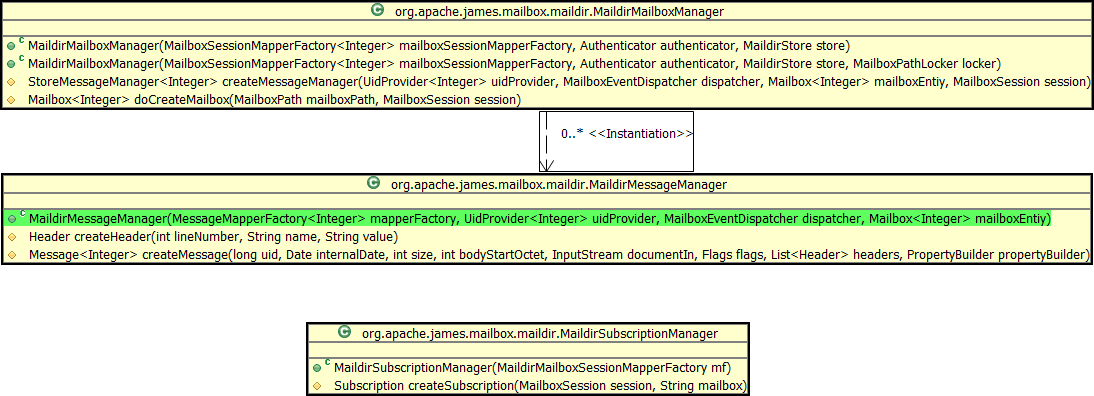 C org.apache.james.mailbox.maildir.MaildirMailboxManager
c MaildirMailboxManager(MailboxSessionMapperFactory<Integer> mailboxSessionMapperFactory, Authenticator authenticator, MaildirStore store)
c MaildirMailboxManager(MailboxSessionMapperFactory<Integer> mailboxSessionMapperFactory, Authenticator authenticator, MaildirStore store, MailboxPathLocker locker)
StoreMessageManager<Integer> createMessageManager(UidProvider<Integer> uidProvider, MailboxEventDispatcher dispatcher, Mailbox<Integer> mailboxEntiy, MailboxSession session)
Mailbox<Integer> doCreateMailbox(MailboxPath mailboxPath, MailboxSession session)
0..* <<Instantiation>>
C org.apache.james.mailbox.maildir.MaildirMessageManager
c MaildirMessageManager(MessageMapperFactory<Integer> mapperFactory, UidProvider<Integer> uidProvider, MailboxEventDispatcher dispatcher, Mailbox<Integer> mailboxEntiy)
Header createHeader(int lineNumber, String name, String value)
Message<Integer> createMessage(long uid, Date internalDate, int size, int bodyStartOctet, InputStream documentIn, Flags flags, List<Header> headers, PropertyBuilder propertyBuilder)
C org.apache.james.mailbox.maildir.MaildirSubscriptionManager
c MaildirSubscriptionManager(MaildirMailboxSessionMapperFactory mf)
Subscription createSubscription(MailboxSession session, String mailbox)